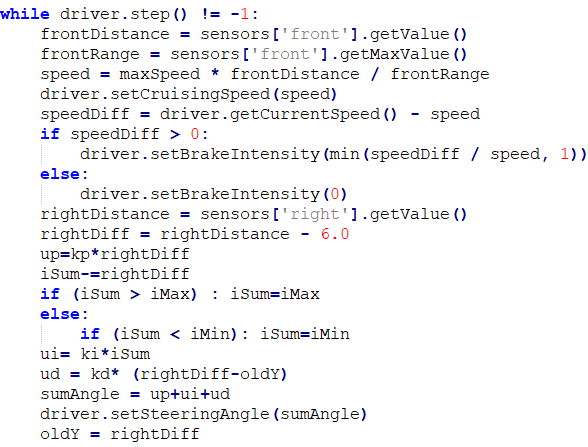 while driver.step() != -1:
    frontDistance = sensors['front'].getValue()
    frontRange = sensors['front'].getMaxValue()
    speed = maxSpeed * frontDistance / frontRange
    driver.setCruisingSpeed(speed)
    speedDiff = driver.getCurrentSpeed() - speed
    if speedDiff > 0:
        driver.setBrakeIntensity(min(speedDiff / speed, 1))
    else:
        driver.setBrakeIntensity(0)
    rightDistance = sensors['right'].getValue()
    rightDiff = rightDistance - 6.0
    up=kp*rightDiff
    iSum-=rightDiff
    if (iSum > iMax) : iSum=iMax
    else:
        if (iSum < iMin): iSum=iMin
    ui= ki*iSum
    ud = kd* (rightDiff-oldY)
    sumAngle = up+ui+ud
    driver.setSteeringAngle(sumAngle)
    oldY = rightDiff